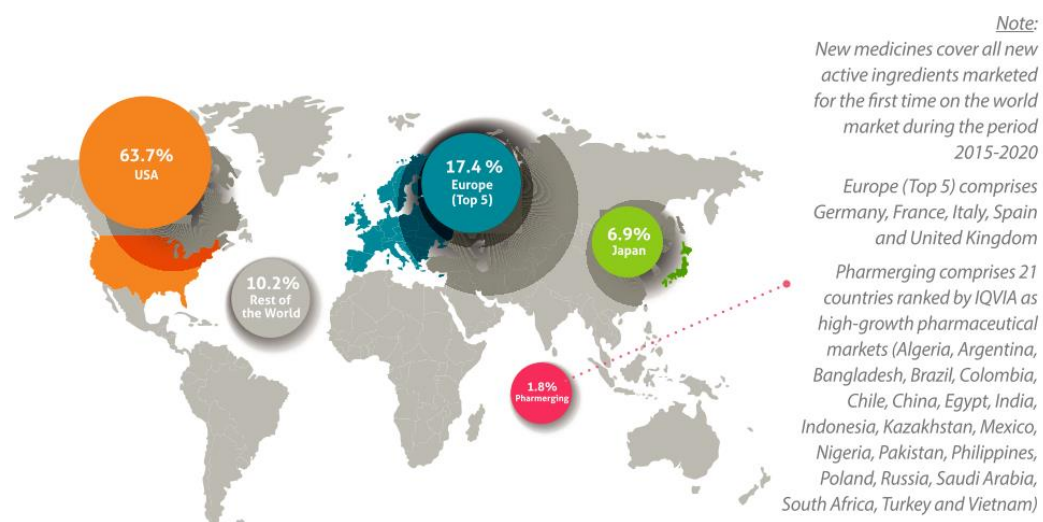 63.7%
USA
17.4 %
Europe
(Top 5)
6.9%
Japan
10.2%
Rest of
the World
1.8%
Pharmerging
Note:
New medicines cover all new
active ingredients marketed
for the first time on the world
market during the period
2015-2020
Europe (Top 5) comprises
Germany, France, Italy, Spain
and United Kingdom
Pharmerging comprises 21
countries ranked by IQVIA as
high-growth pharmaceutical
markets (Algeria, Argentina,
Bangladesh, Brazil, Colombia,
Chile, China, Egypt, India,
Indonesia, Kazakhstan, Mexico,
Nigeria, Pakistan, Philippines,
Poland, Russia, Saudi Arabia,
South Africa, Turkey and Vietnam)